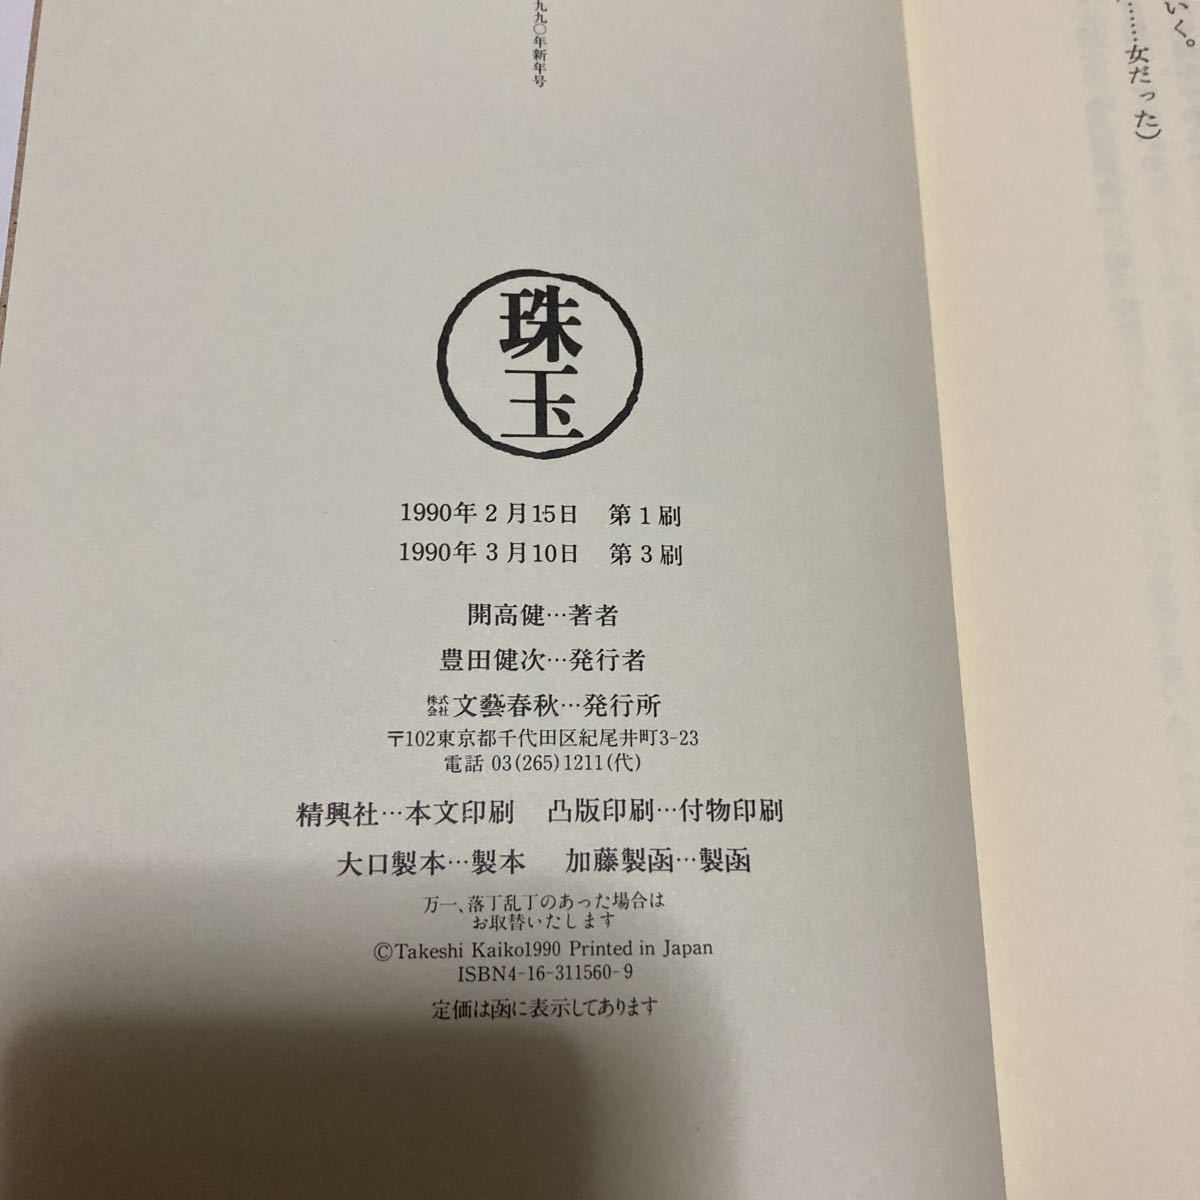 いく。
……女だった）
九九〇年新年号
珠玉
1990年2月15日　第1刷
1990年3月10日　第3刷
開高健…著者
豊田健次…発行者
株式会社文藝春秋…発行所
〒102東京都千代田区紀尾井町3-23
電話 03(265)1211(代)
精興社…本文印刷　凸版印刷…付物印刷
大口製本…製本　加藤製函…製函
万一、落丁乱丁のあった場合は
お取替いたします
©Takeshi Kaiko1990 Printed in Japan
ISBN4-16-311560-9
定価は函に表示してあります